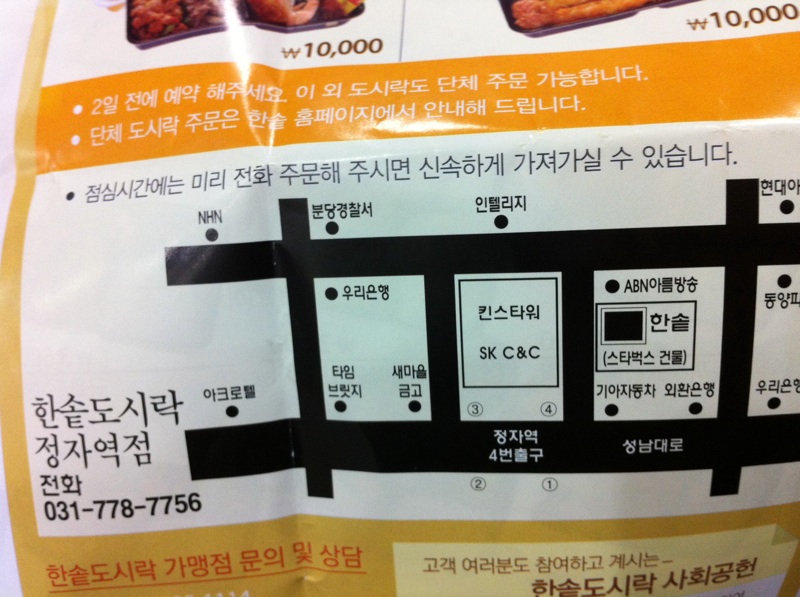 ₩10,000
₩10,000
● 2일 전에 예약 해주세요. 이 외 도시락도 단체 주문 가능합니다.
● 단체 도시락 주문은 한솥 홈페이지에서 안내해 드립니다.
● 점심시간에는 미리 전화 주문해 주시면 신속하게 가져가실 수 있습니다.
NHN
분당경찰서
인텔리지
현대아
우리은행
킨스타워
SK C&C
ABN아름방송
한솥
(스타벅스 건물)
동양파
타임
브릿지
새마을
금고
기아자동차
외환은행
우리은행
아크로텔
③
④
정자역
4번출구
성남대로
②
①
한솥도시락
정자역점
전화
031-778-7756
한솥도시락 가맹점 문의 및 상담
고객 여러분도 참여하고 계시는–
한솥도시락 사회공헌